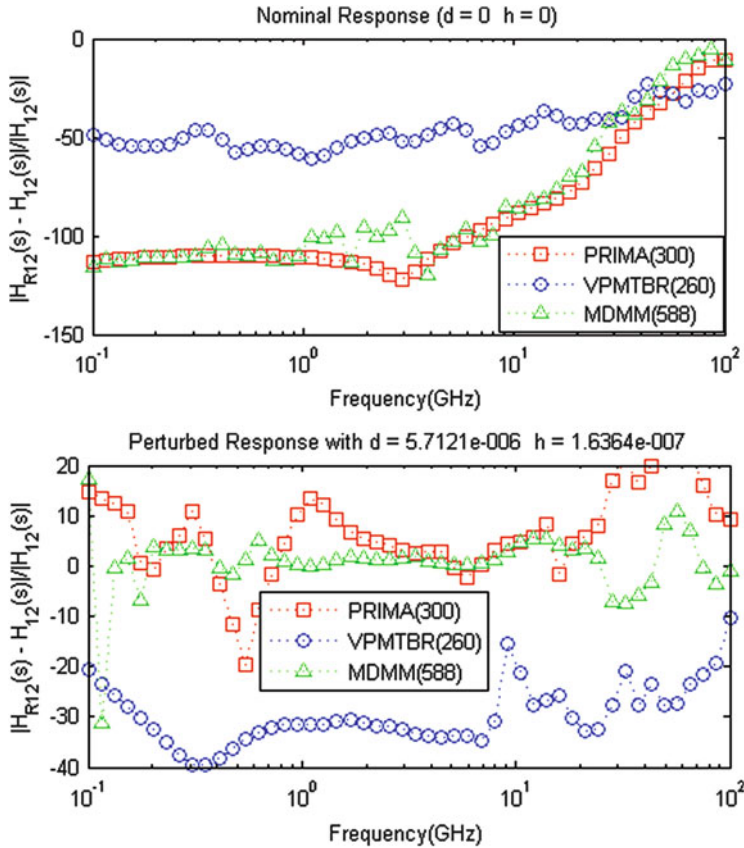 Nominal Response (d = 0 h = 0)
|H_R12(s) - H_12(s)|/|H_12(s)|
0
-50
-100
-150
PRIMA(300)
VPMTBR(260)
MDMM(588)
10^-1
10^0
10^1
10^2
Frequency(GHz)
Perturbed Response with d = 5.7121e-006 h = 1.6364e-007
|H_R12(s) - H_12(s)|/|H_12(s)|
20
10
0
-10
-20
-30
-40
PRIMA(300)
VPMTBR(260)
MDMM(588)
10^-1
10^0
10^1
10^2
Frequency(GHz)